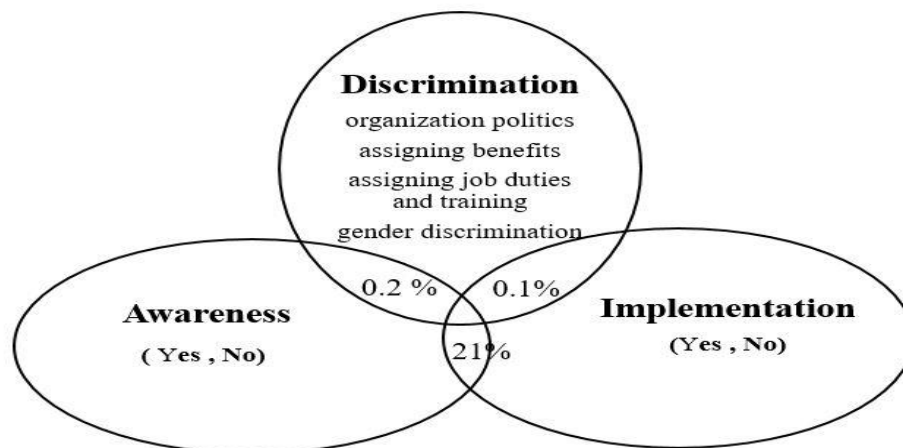 Discrimination
organization politics
assigning benefits
assigning job duties
and training
gender discrimination
0.2 %
0.1%
Awareness
( Yes , No)
Implementation
(Yes , No)
21%